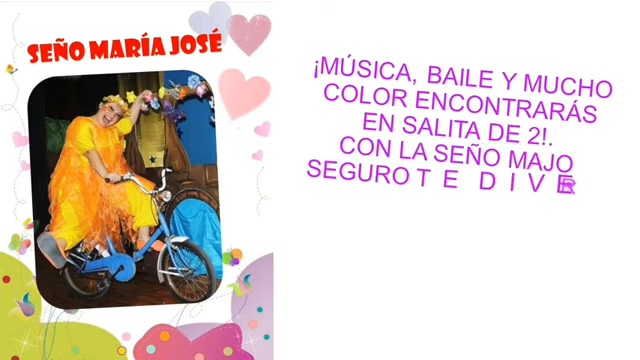 SEÑO MARÍA JOSÉ
¡MÚSICA, BAILE Y MUCHO
COLOR ENCONTRARÁS
EN SALITA DE 2!.
CON LA SEÑO MAJO
SEGURO T E D I V E